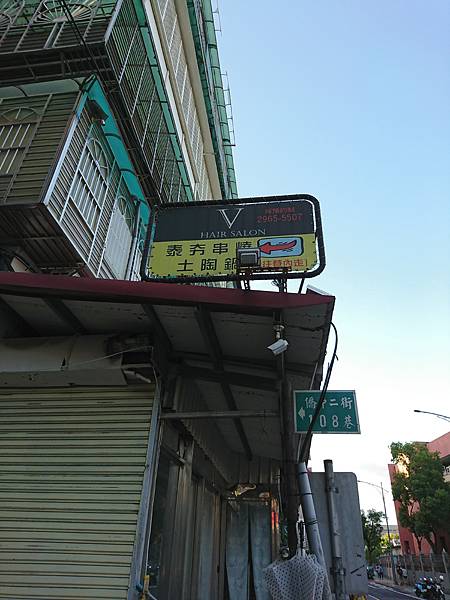 V
HAIR SALON
2965-5507
泰夯串燒
土陶鍋
往巷內走
僑中二街
108巷